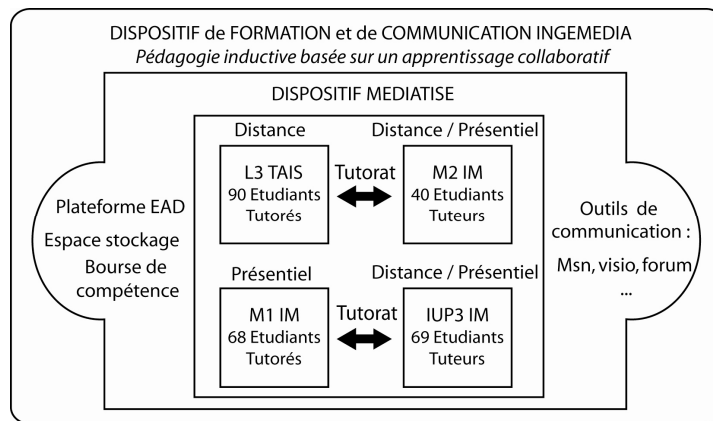 DISPOSITIF de FORMATION et de COMMUNICATION INGEMEDIA
Pédagogie inductive basée sur un apprentissage collaboratif
DISPOSITIF MEDIATISE
Distance
Distance / Présentiel
L3 TAIS
90 Etudiants
Tutorés
Tutorat
M2 IM
40 Etudiants
Tuteurs
Plateforme EAD
Espace stockage
Bourse de
compétence
Outils de
communication :
Msn, visio, forum
...
Présentiel
Distance / Présentiel
M1 IM
68 Etudiants
Tutorés
Tutorat
IUP3 IM
69 Etudiants
Tuteurs